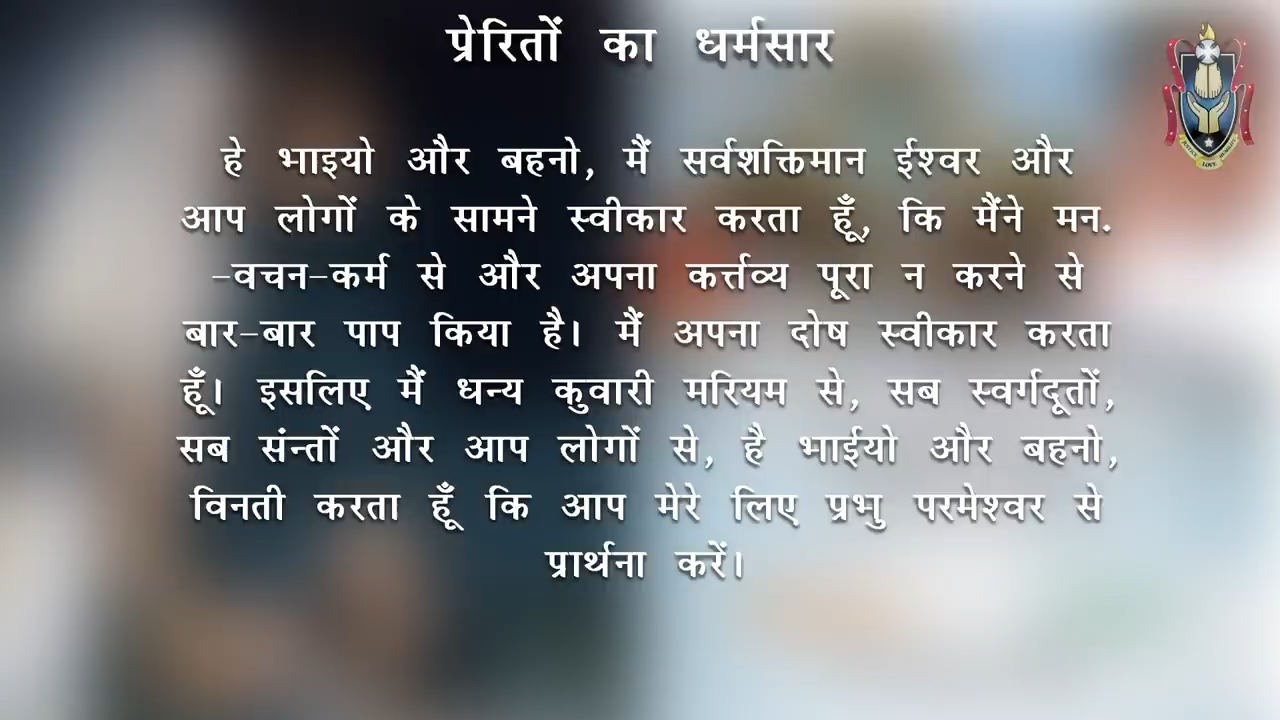 प्रेरितों का धर्मसार
हे भाइयो और बहनो, मैं सर्वशक्तिमान ईश्वर और
आप लोगों के सामने स्वीकार करता हूँ, कि मैंने मन.
-वचन-कर्म से और अपना कर्त्तव्य पूरा न करने से
बार-बार पाप किया है। मैं अपना दोष स्वीकार करता
हूँ। इसलिए मैं धन्य कुवारी मरियम से, सब स्वर्गदूतों,
सब संन्तों और आप लोगों से, है भाईयो और बहनो,
विनती करता हूँ कि आप मेरे लिए प्रभु परमेश्वर से
प्रार्थना करें।